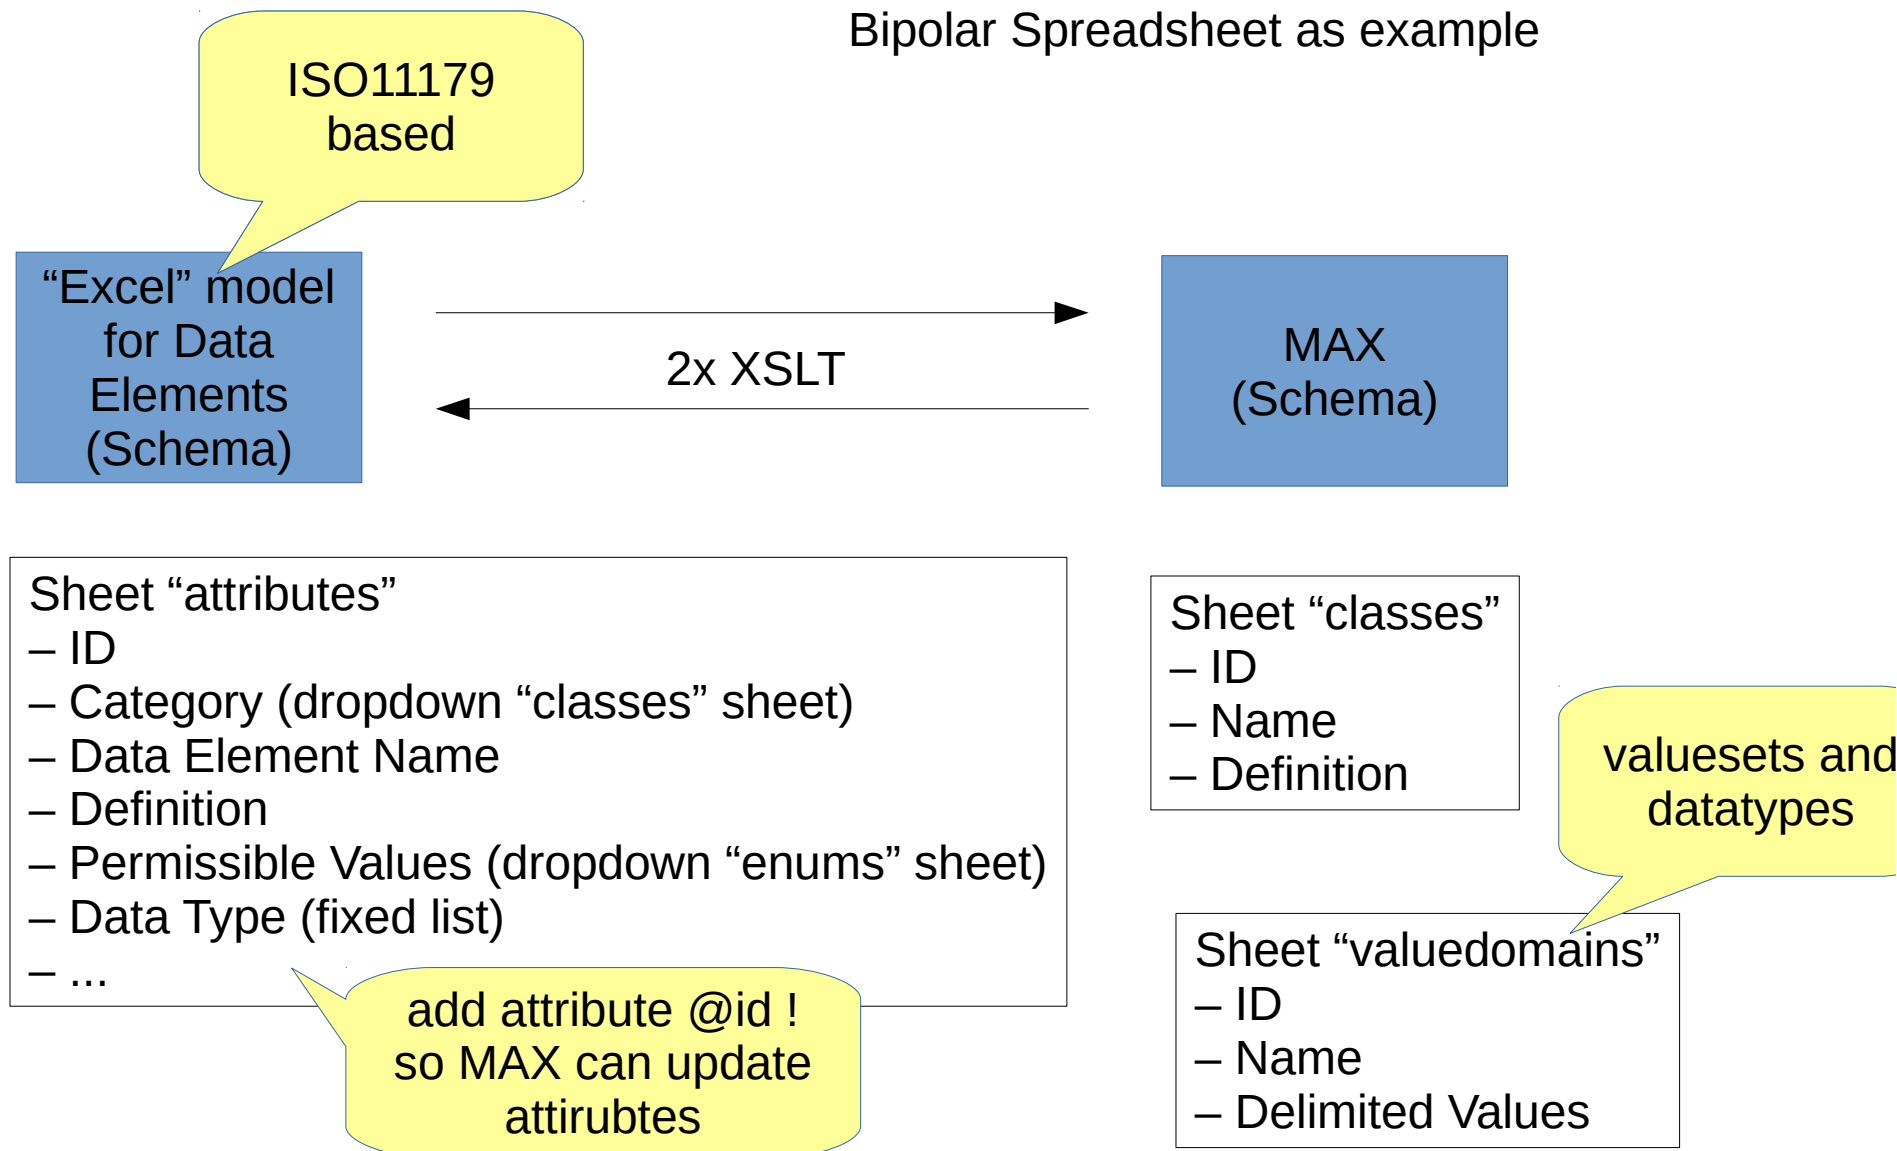 Bipolar Spreadsheet as example
ISO11179
based
“Excel” model
for Data
Elements
(Schema)
2x XSLT
MAX
(Schema)
Sheet “attributes”
– ID
– Category (dropdown “classes” sheet)
– Data Element Name
– Definition
– Permissible Values (dropdown “enums” sheet)
– Data Type (fixed list)
– ...
add attribute @id !
so MAX can update
attirubtes
Sheet “classes”
– ID
– Name
– Definition
valuesets and
datatypes
Sheet “valuedomains”
– ID
– Name
– Delimited Values